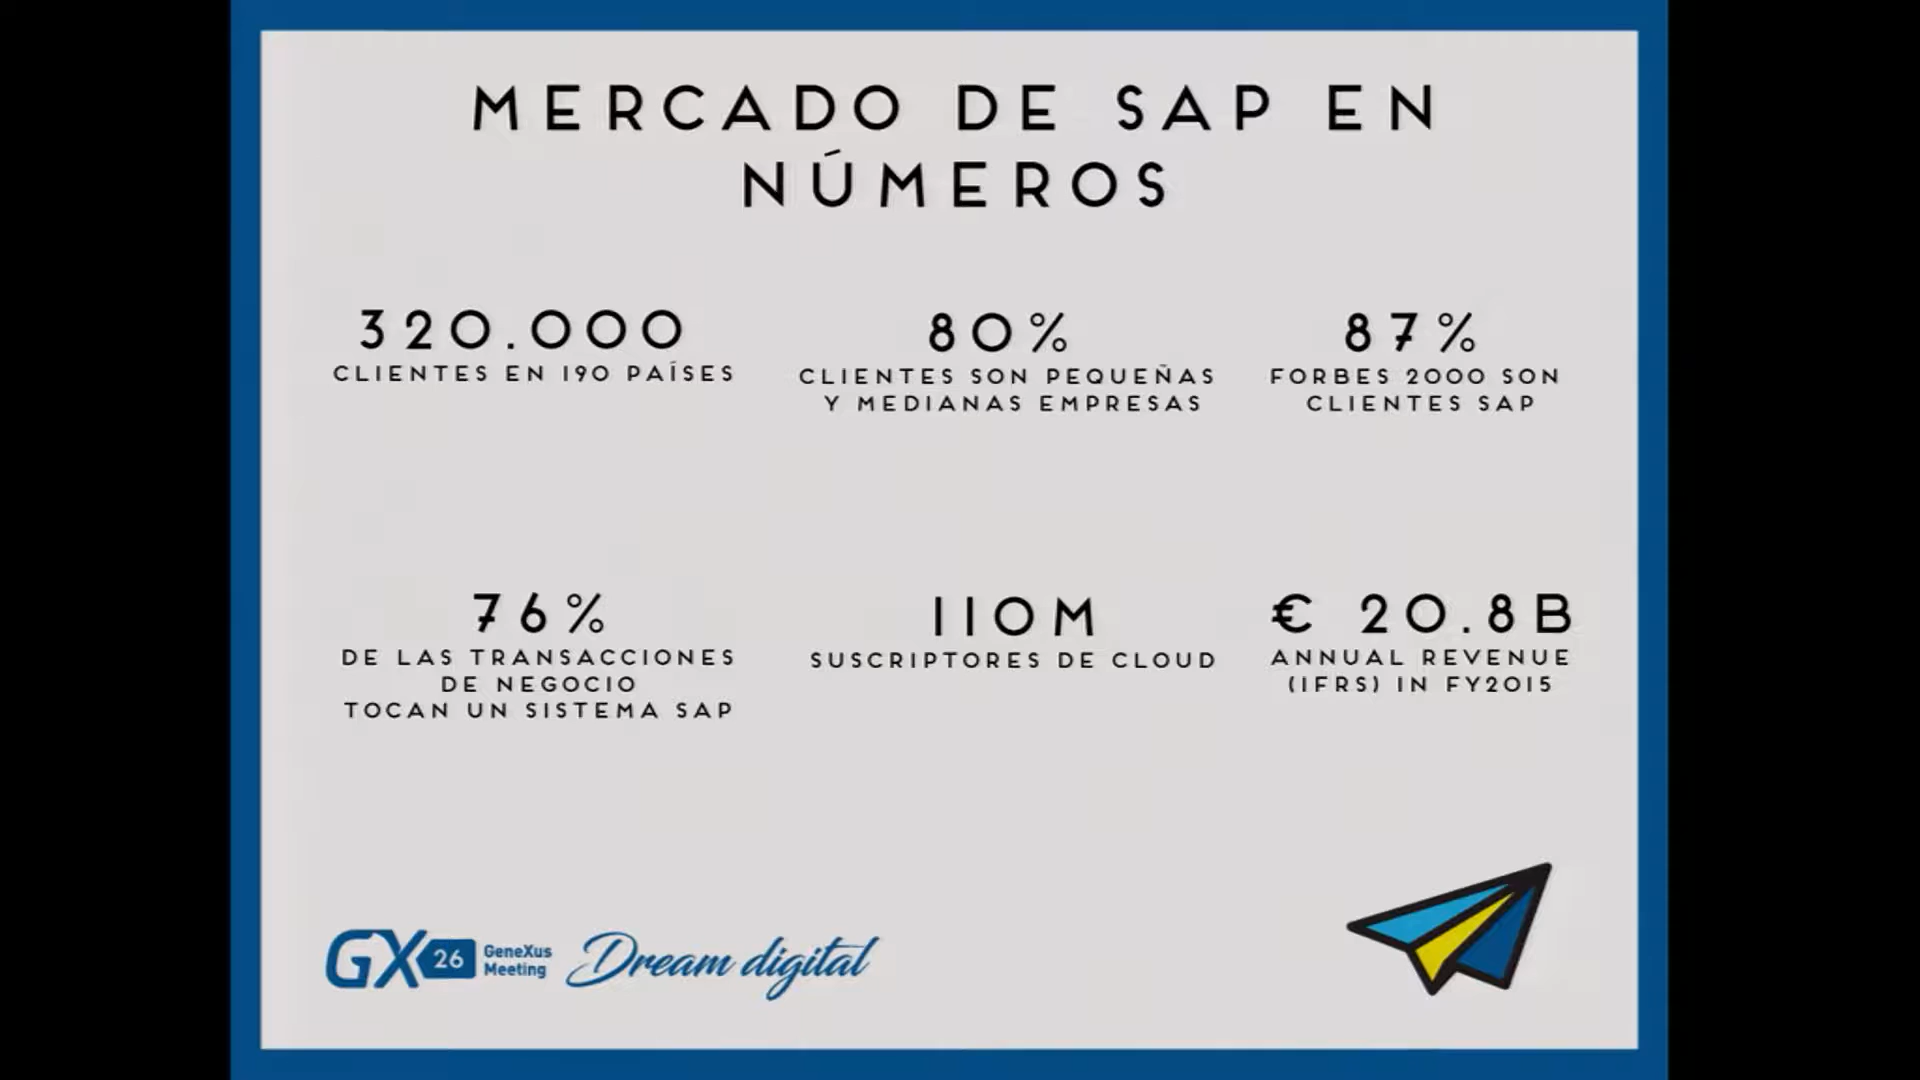 MERCADO DE SAP EN
NÚMEROS
320.000
CLIENTES EN 190 PAÍSES
80%
CLIENTES SON PEQUEÑAS
Y MEDIANAS EMPRESAS
87%
FORBES 2000 SON
CLIENTES SAP
76%
DE LAS TRANSACCIONES
DE NEGOCIO
TOCAN UN SISTEMA SAP
110M
SUSCRIPTORES DE CLOUD
€ 20.8B
ANNUAL REVENUE
(IFRS) IN FY2015
GX 26 GeneXus
Meeting
Dream digital